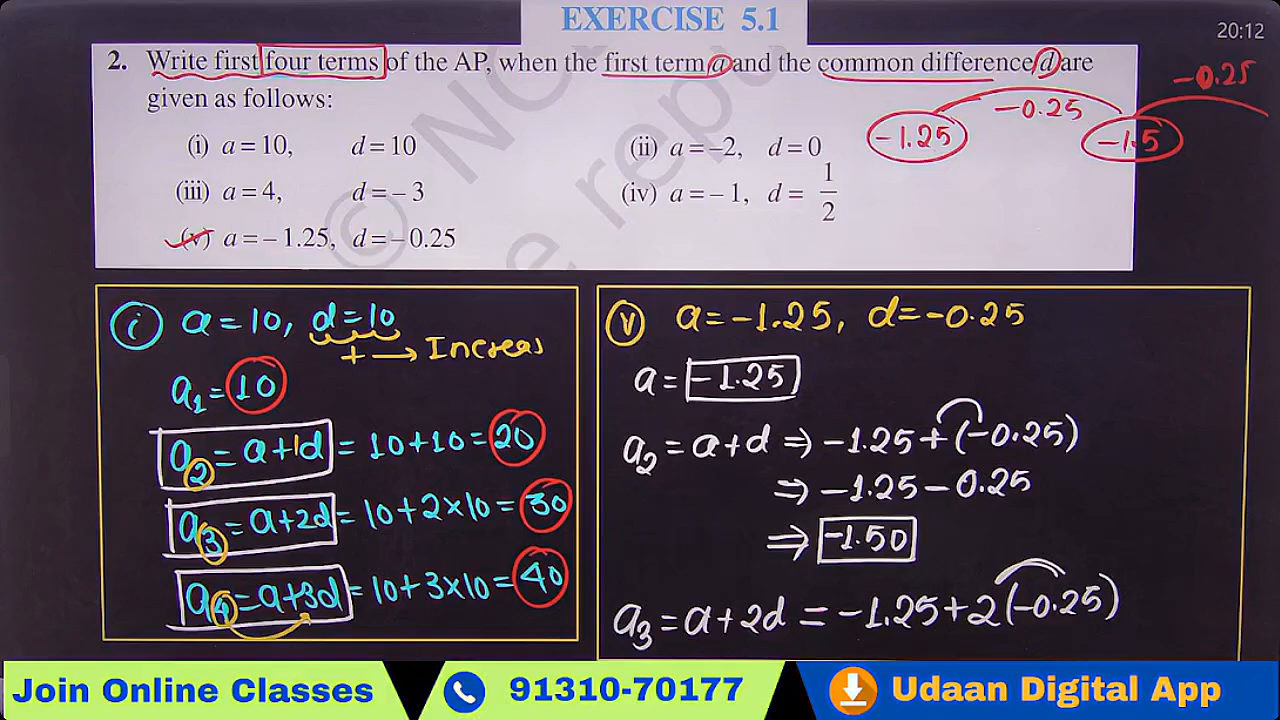 EXERCISE 5.1
20:12
2. Write first four terms of the AP, when the first term a and the common difference d are
given as follows:
-0.25
-0.25
-1.25
-1.5
(i) a = 10, d = 10
(ii) a = –2, d = 0
(iii) a = 4, d = – 3
(iv) a = – 1, d = 1/2
(v) a = – 1.25, d = – 0.25
i a = 10, d = 10
+ → Increas
a₁ = 10
a₂ = a+1d = 10+10 = 20
a₃ = a+2d = 10+2×10 = 30
a₄ = a+3d = 10+3×10 = 40
v a = -1.25, d = -0.25
a = -1.25
a₂ = a+d ⇒ -1.25+(-0.25)
⇒ -1.25-0.25
⇒ -1.50
a₃ = a+2d = -1.25+2(-0.25)
Join Online Classes
91310-70177
Udaan Digital App